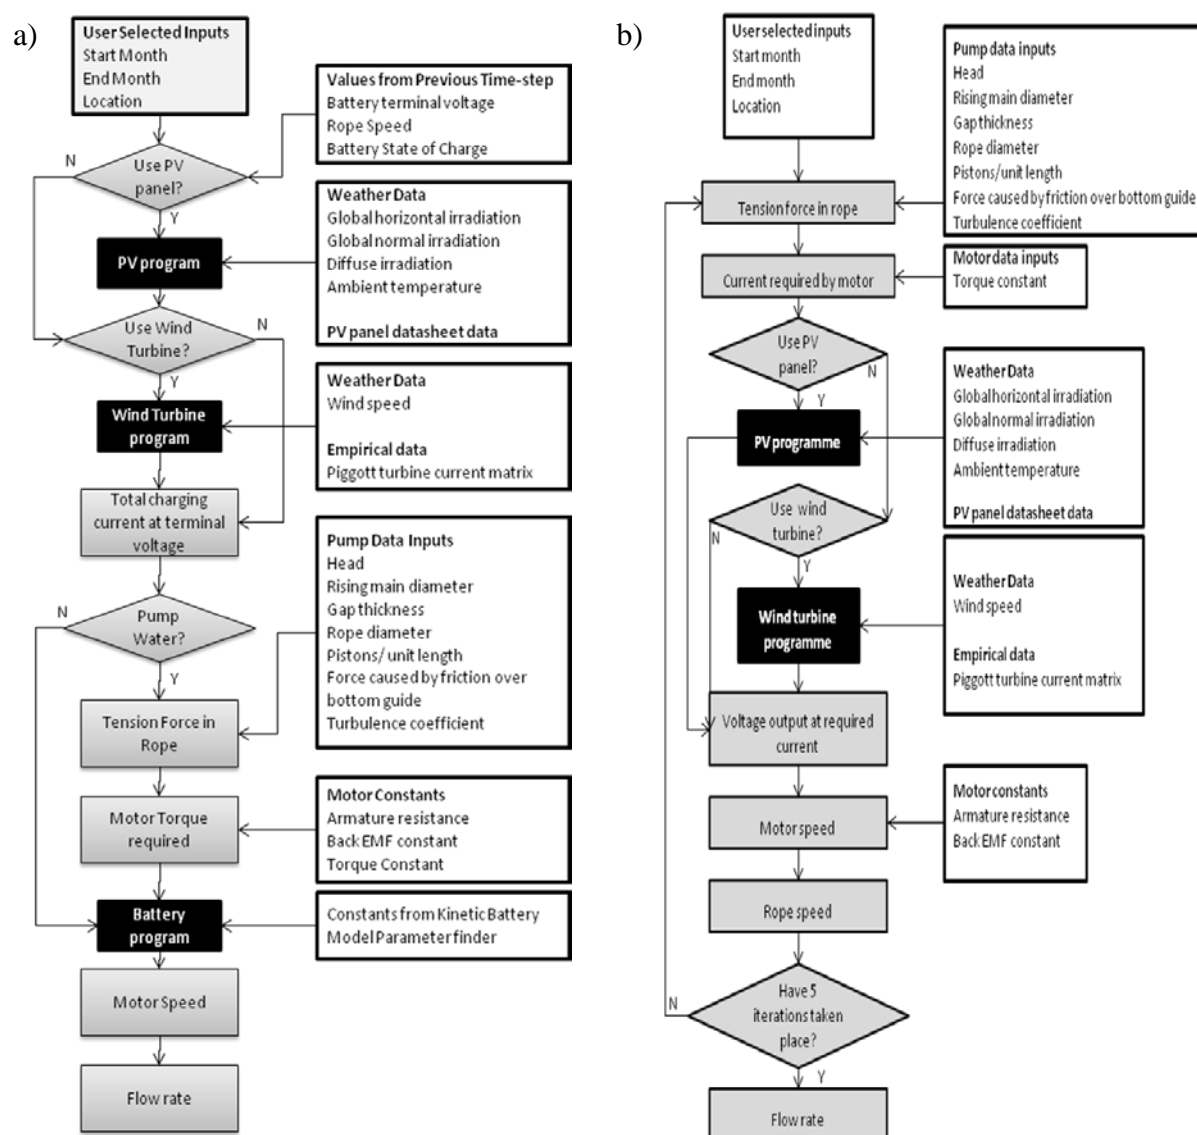 a)
User Selected Inputs
Start Month
End Month
Location
Values from Previous Time-step
Battery terminal voltage
Rope Speed
Battery State of Charge
N
Use PV
panel?
Y
Weather Data
Global horizontal irradiation
Global normal irradiation
Diffuse irradiation
Ambient temperature
PV panel datasheet data
PV program
Use Wind
Turbine?
N
Y
Weather Data
Wind speed
Empirical data
Piggott turbine current matrix
Wind Turbine
program
Total charging
current at terminal
voltage
Pump Data Inputs
Head
Rising main diameter
Gap thickness
Rope diameter
Pistons/ unit length
Force caused by friction over
bottom guide
Turbulence coefficient
N
Pump
Water?
Y
Tension Force in
Rope
Motor Torque
required
Motor Constants
Armature resistance
Back EMF constant
Torque Constant
Battery
program
Constants from Kinetic Battery
Model Parameter finder
Motor Speed
Flow rate
b)
User selected inputs
Start month
End month
Location
Pump data inputs
Head
Rising main diameter
Gap thickness
Rope diameter
Pistons/unit length
Force caused by friction over bottom guide
Turbulence coefficient
Tension force in rope
Motor data inputs
Torque constant
Current required by motor
Use PV
panel?
N
Y
Weather Data
Global horizontal irradiation
Global normal irradiation
Diffuse irradiation
Ambient temperature
PV panel datasheet data
PV programme
Use wind
turbine?
N
Y
Weather Data
Wind speed
Empirical data
Piggott turbine current matrix
Wind turbine
programme
Voltage output at required
current
Motor constants
Armature resistance
Back EMF constant
Motor speed
Rope speed
Have 5
iterations taken
place?
N
Y
Flow rate